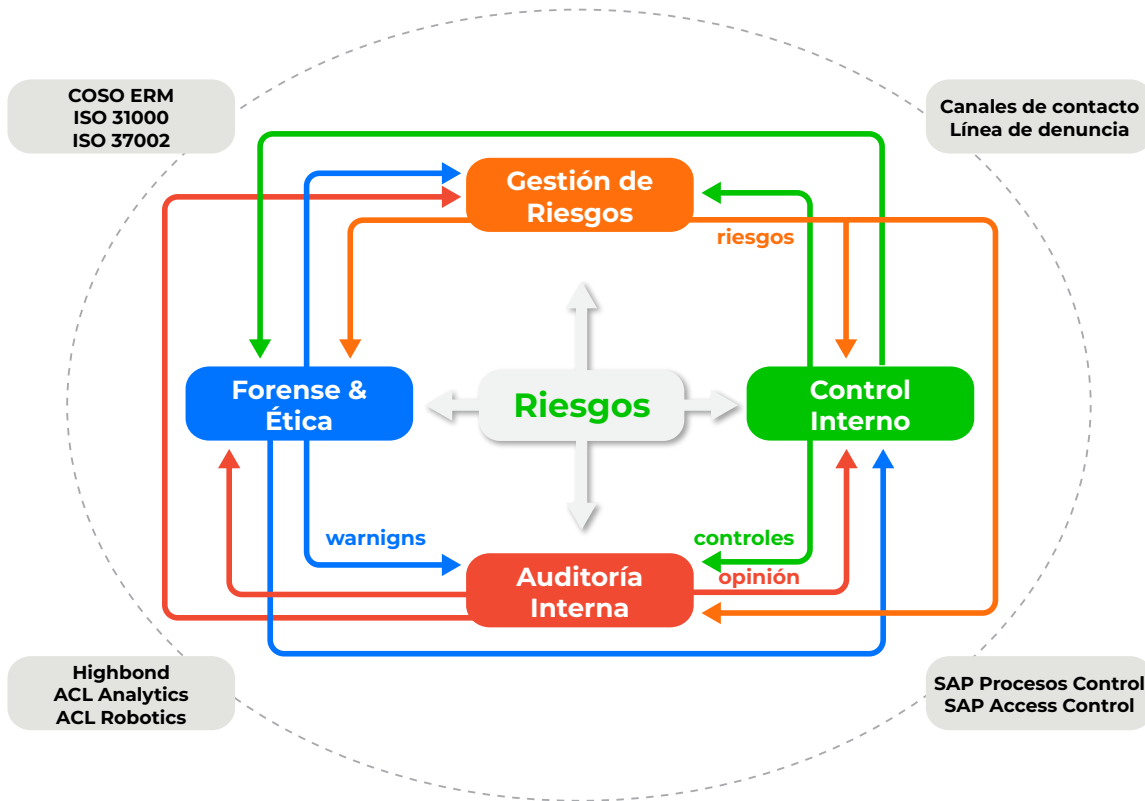 COSO ERM
ISO 31000
ISO 37002
Canales de contacto
Línea de denuncia
Gestión de
Riesgos
riesgos
Forense &
Ética
Riesgos
Control
Interno
warnigns
controles
Auditoría
Interna
opinión
Highbond
ACL Analytics
ACL Robotics
SAP Procesos Control
SAP Access Control